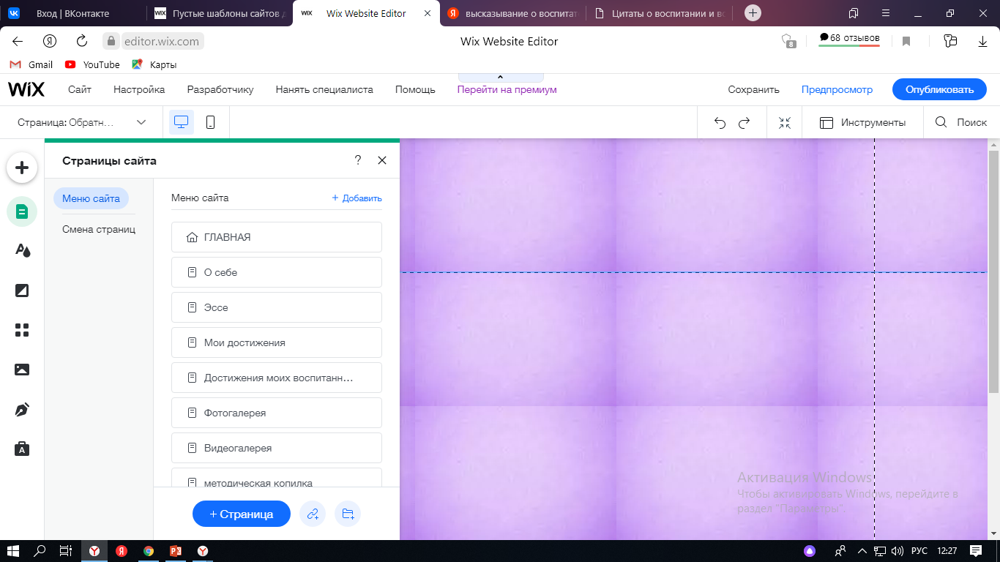 Вход | ВКонтакте
WIX Пустые шаблоны сайтов д
WIX Wix Website Editor
Я высказывание о воспитат
Цитаты о воспитании и во
Я editor.wix.com
Wix Website Editor
8
68 отзывов
Gmail
YouTube
Карты
WIX
Сайт
Настройка
Разработчику
Нанять специалиста
Помощь
Перейти на премиум
Сохранить
Предпросмотр
Опубликовать
Страница: Обратн...
Инструменты
Поиск
Страницы сайта
?
Меню сайта
Смена страниц
Меню сайта
+ Добавить
ГЛАВНАЯ
О себе
Эссе
Мои достижения
Достижения моих воспитанн...
Фотогалерея
Видеогалерея
методическая копилка
+ Страница
Активация Windows
Чтобы активировать Windows, перейдите в
раздел "Параметры".
РУС
12:27